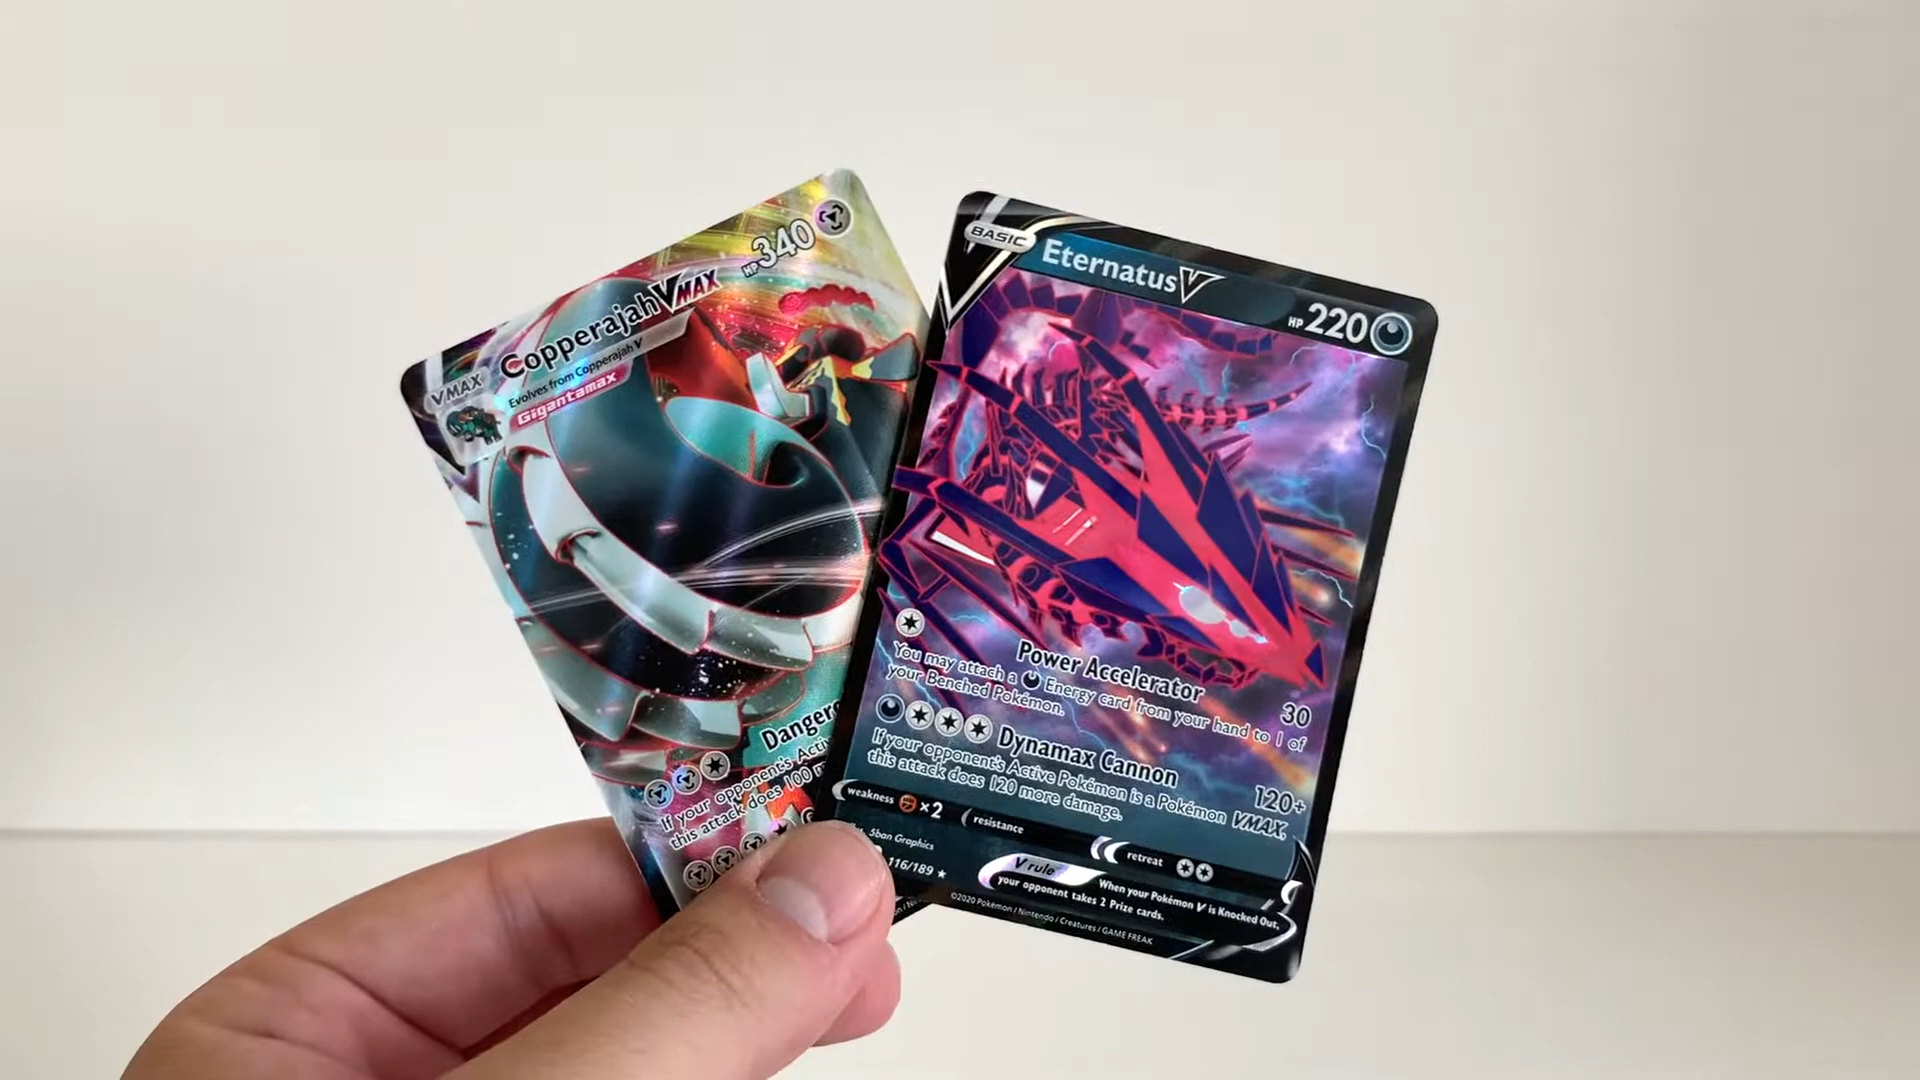 VMAX
Copperajah VMAX
HP 340
Evolves from Copperajah V
Gigantamax
If your opponent's
this attack does 100
BASIC
Eternatus V
HP 220
Power Accelerator
30
You may attach a Energy card from your hand to 1 of
your Benched Pokémon.
Dynamax Cannon
120+
If your opponent's Active Pokémon is a Pokémon VMAX,
this attack does 120 more damage.
weakness ×2
resistance
retreat
5ban Graphics
116/189
V rule
When your Pokémon V is Knocked Out,
your opponent takes 2 Prize cards.
©2020 Pokémon / Nintendo / Creatures / GAME FREAK